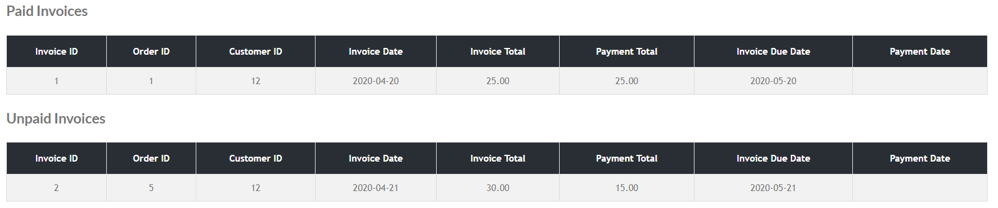 Paid Invoices
Invoice ID Order ID Customer ID Invoice Date Invoice Total Payment Total Invoice Due Date Payment Date
1 1 12 2020-04-20 25.00 25.00 2020-05-20
Unpaid Invoices
Invoice ID Order ID Customer ID Invoice Date Invoice Total Payment Total Invoice Due Date Payment Date
2 5 12 2020-04-21 30.00 15.00 2020-05-21